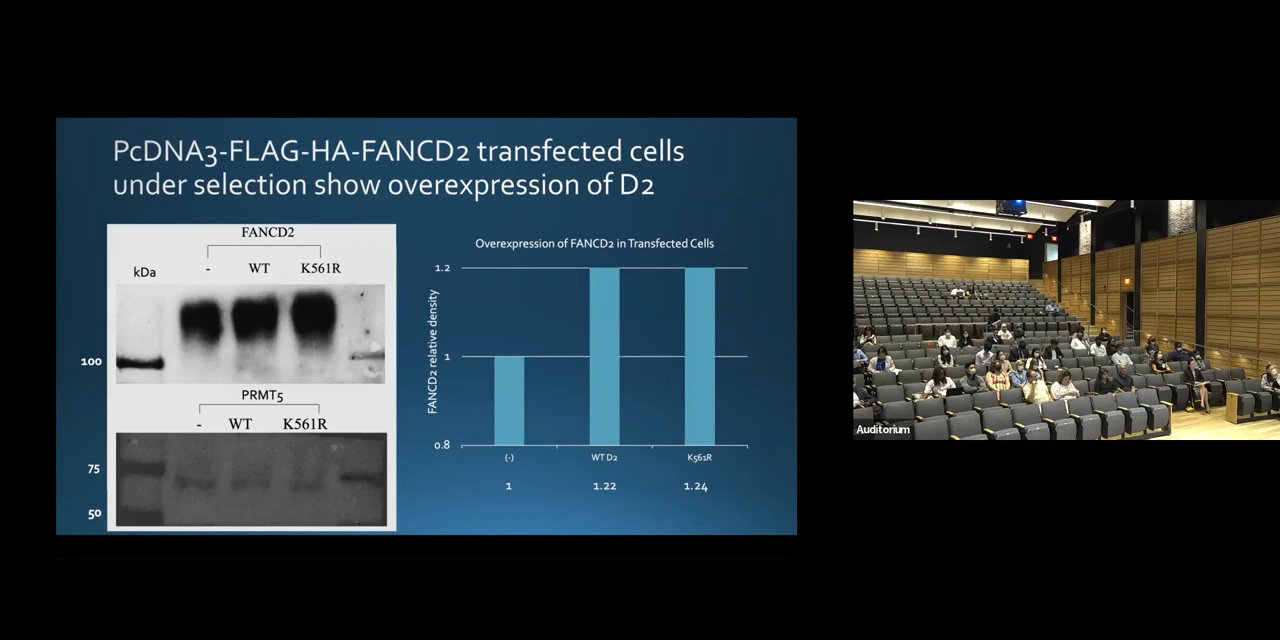 PcDNA3-FLAG-HA-FANCD2 transfected cells
under selection show overexpression of D2
FANCD2
kDa
- WT K561R
100
PRMT5
- WT K561R
75
50
Overexpression of FANCD2 in Transfected Cells
FANCD2 relative density
1.2
1
0.8
(-) WT D2 K561R
1 1.22 1.24
Auditorium